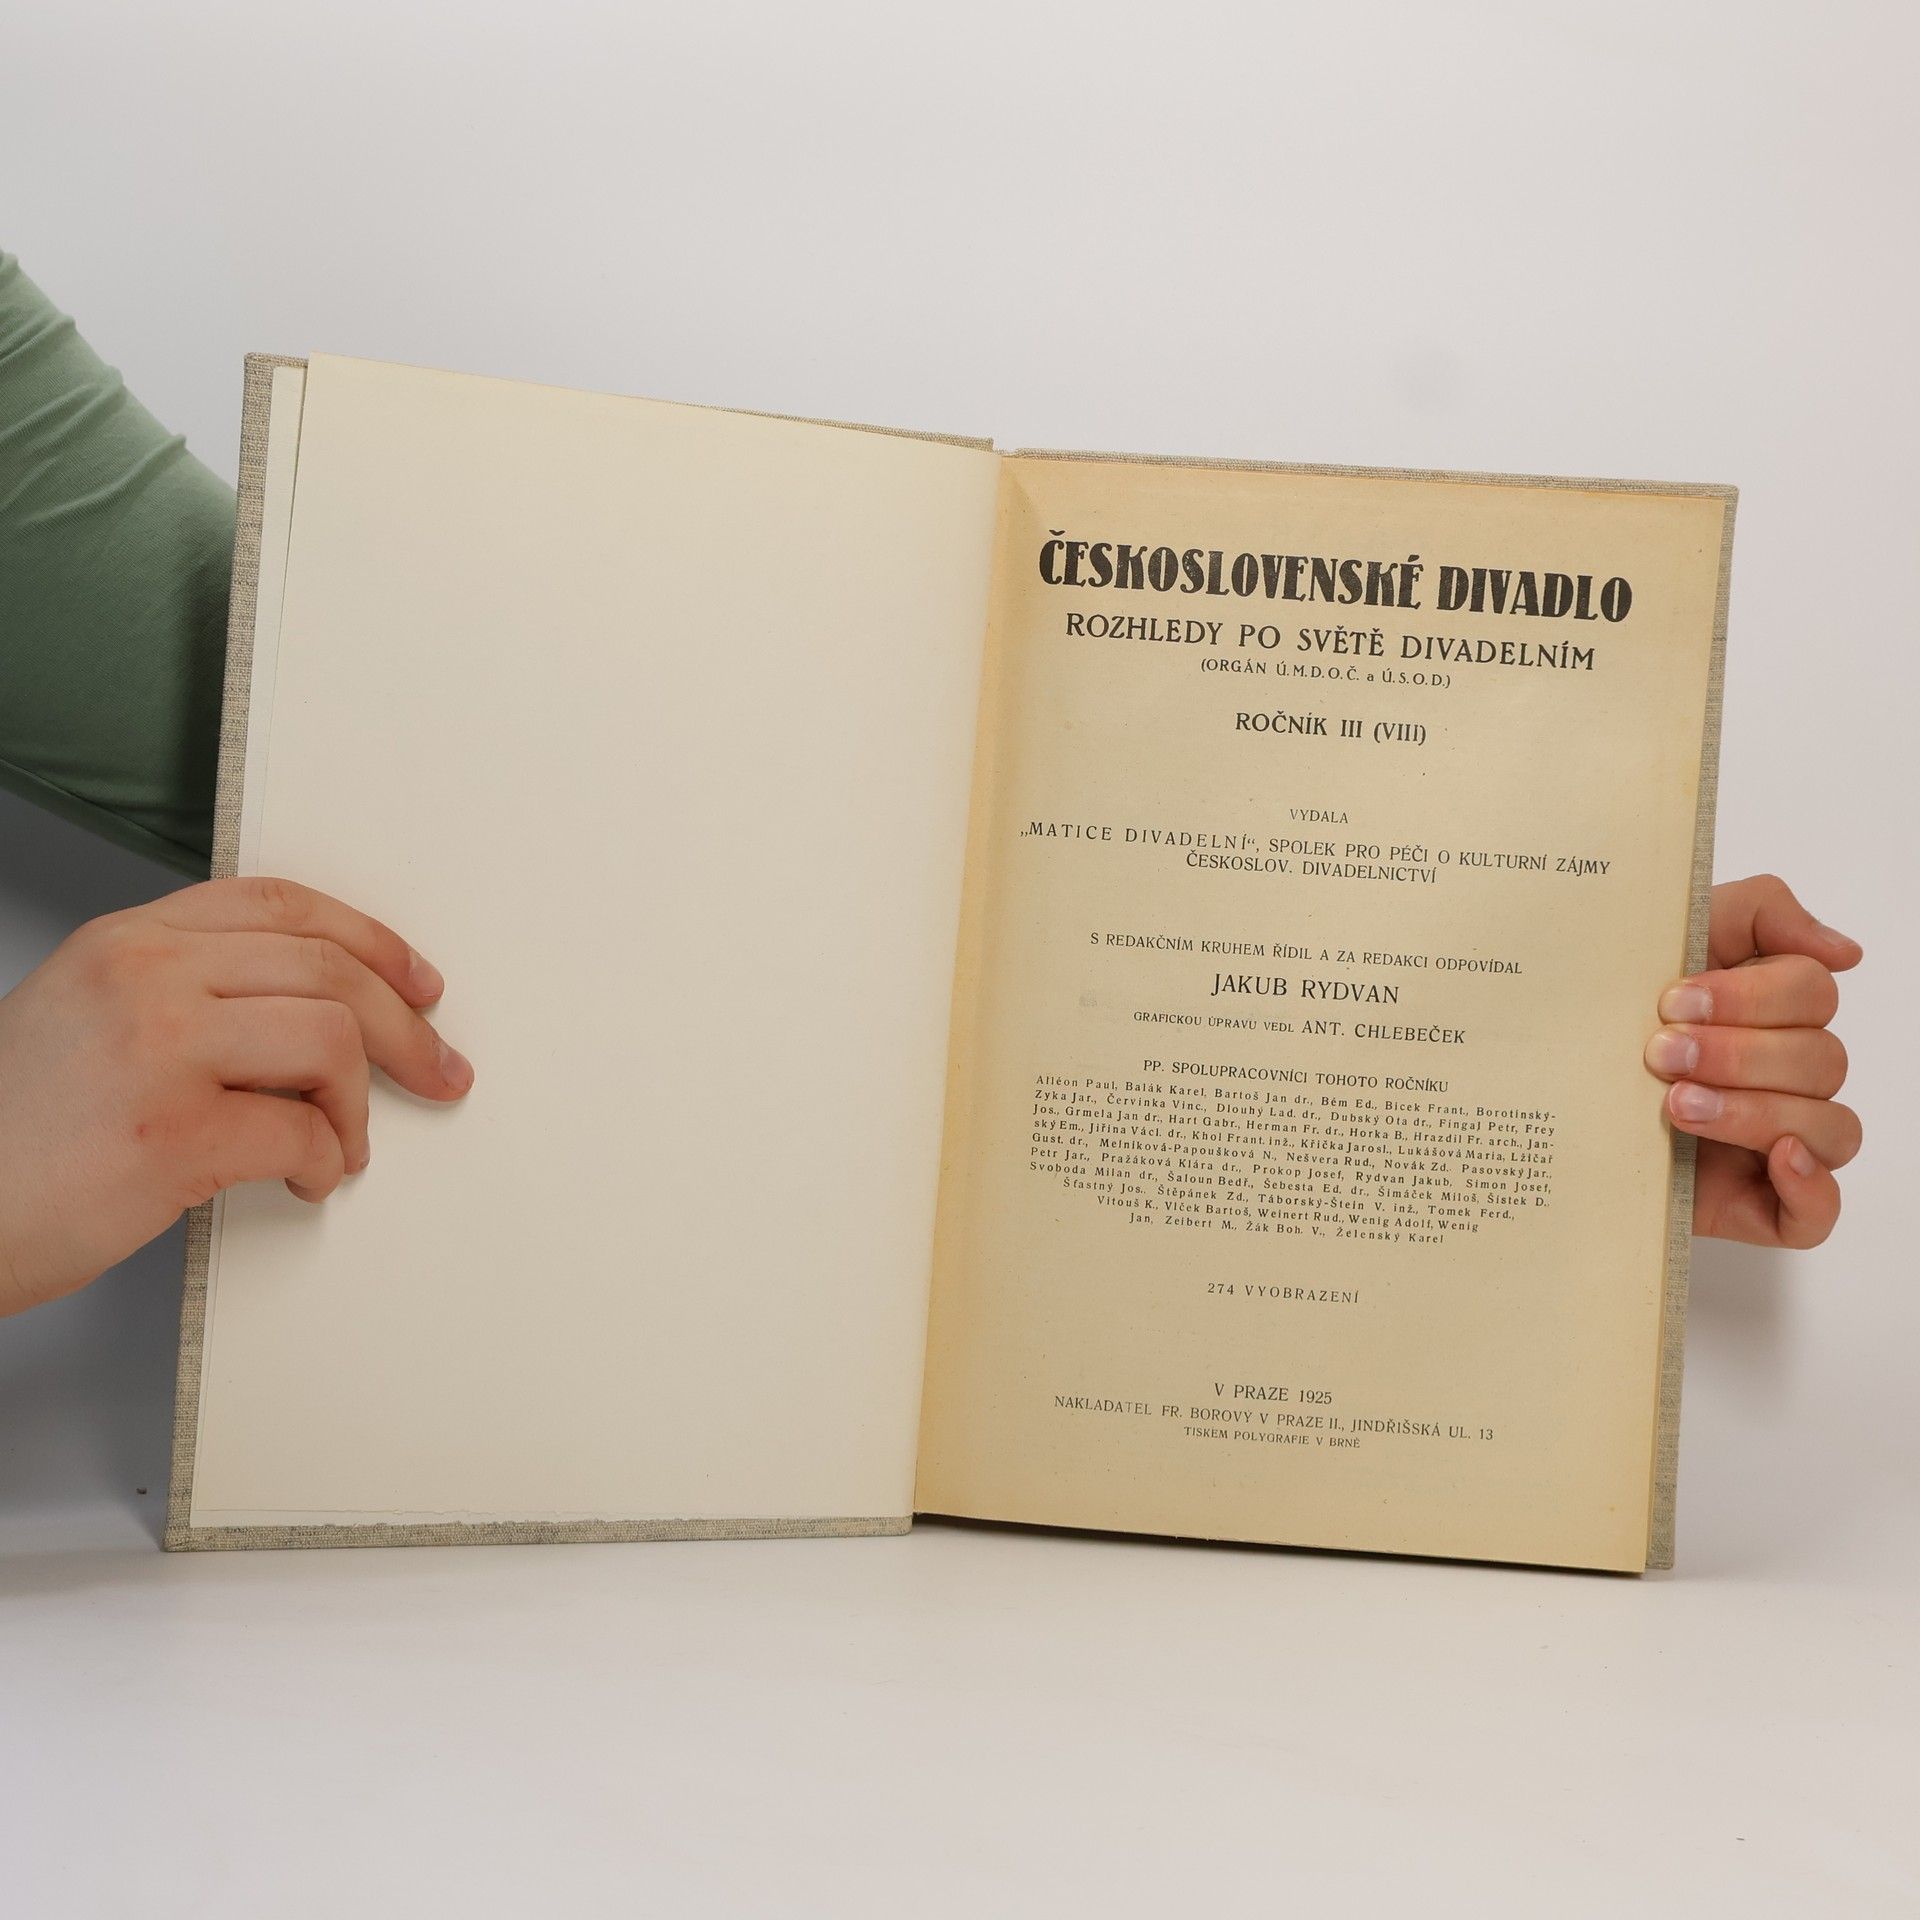 ČESKOSLOVENSKÉ DIVADLO
ROZHLEDY PO SVĚTĚ DIVADELNÍM
(ORGÁN Ú.M.D.O.Č. a Ú.S.O.D.)
ROČNÍK III (VIII)
VYDALA
„MATICE DIVADELNÍ“, SPOLEK PRO PÉČI O KULTURNÍ ZÁJMY
ČESKOSLOV. DIVADELNICTVÍ
S REDAKČNÍM KRUHEM ŘÍDIL A ZA REDAKCI ODPOVÍDAL
JAKUB RYDVAN
GRAFICKOU ÚPRAVU VEDL ANT. CHLEBEČEK
PP. SPOLUPRACOVNÍCI TOHOTO ROČNÍKU
Alléon Paul, Balák Karel, Bartoš Jan dr., Bém Ed., Bicek Frant., Borotínský-
Zyka Jar., Červinka Vinc., Dlouhý Lad. dr., Dubský Ota dr., Fingal Petr, Frey
Jos., Grmela Jan dr., Hart Gabr., Herman Fr. dr., Horka B., Hrazdil Fr. arch., Jan-
ský Em., Jiřina Václ. dr., Khol Frant. inž., Křička Jarosl., Lukášová Maria, Lžičař
Gust. dr., Melniková-Papoušková N., Nešvera Rud., Novák Zd. Pasovský Jar.,
Petr Jar., Pražáková Klára dr., Prokop Josef, Rydvan Jakub, Simon Josef,
Svoboda Milan dr., Šaloun Bedř., Šebesta Ed. dr., Šimáček Miloš, Šístek D.,
Šťastný Jos., Štěpánek Zd., Táborský-Štein V. inž., Tomek Ferd.,
Vitouš K., Vlček Bartoš, Weinert Rud., Wenig Adolf, Wenig
Jan, Zeibert M., Žák Boh. V., Želenský Karel
274 VYOBRAZENÍ
V PRAZE 1925
NAKLADATEL FR. BOROVÝ V PRAZE II., JINDŘIŠSKÁ UL. 13
TISKEM POLYGRAFIE V BRNĚ